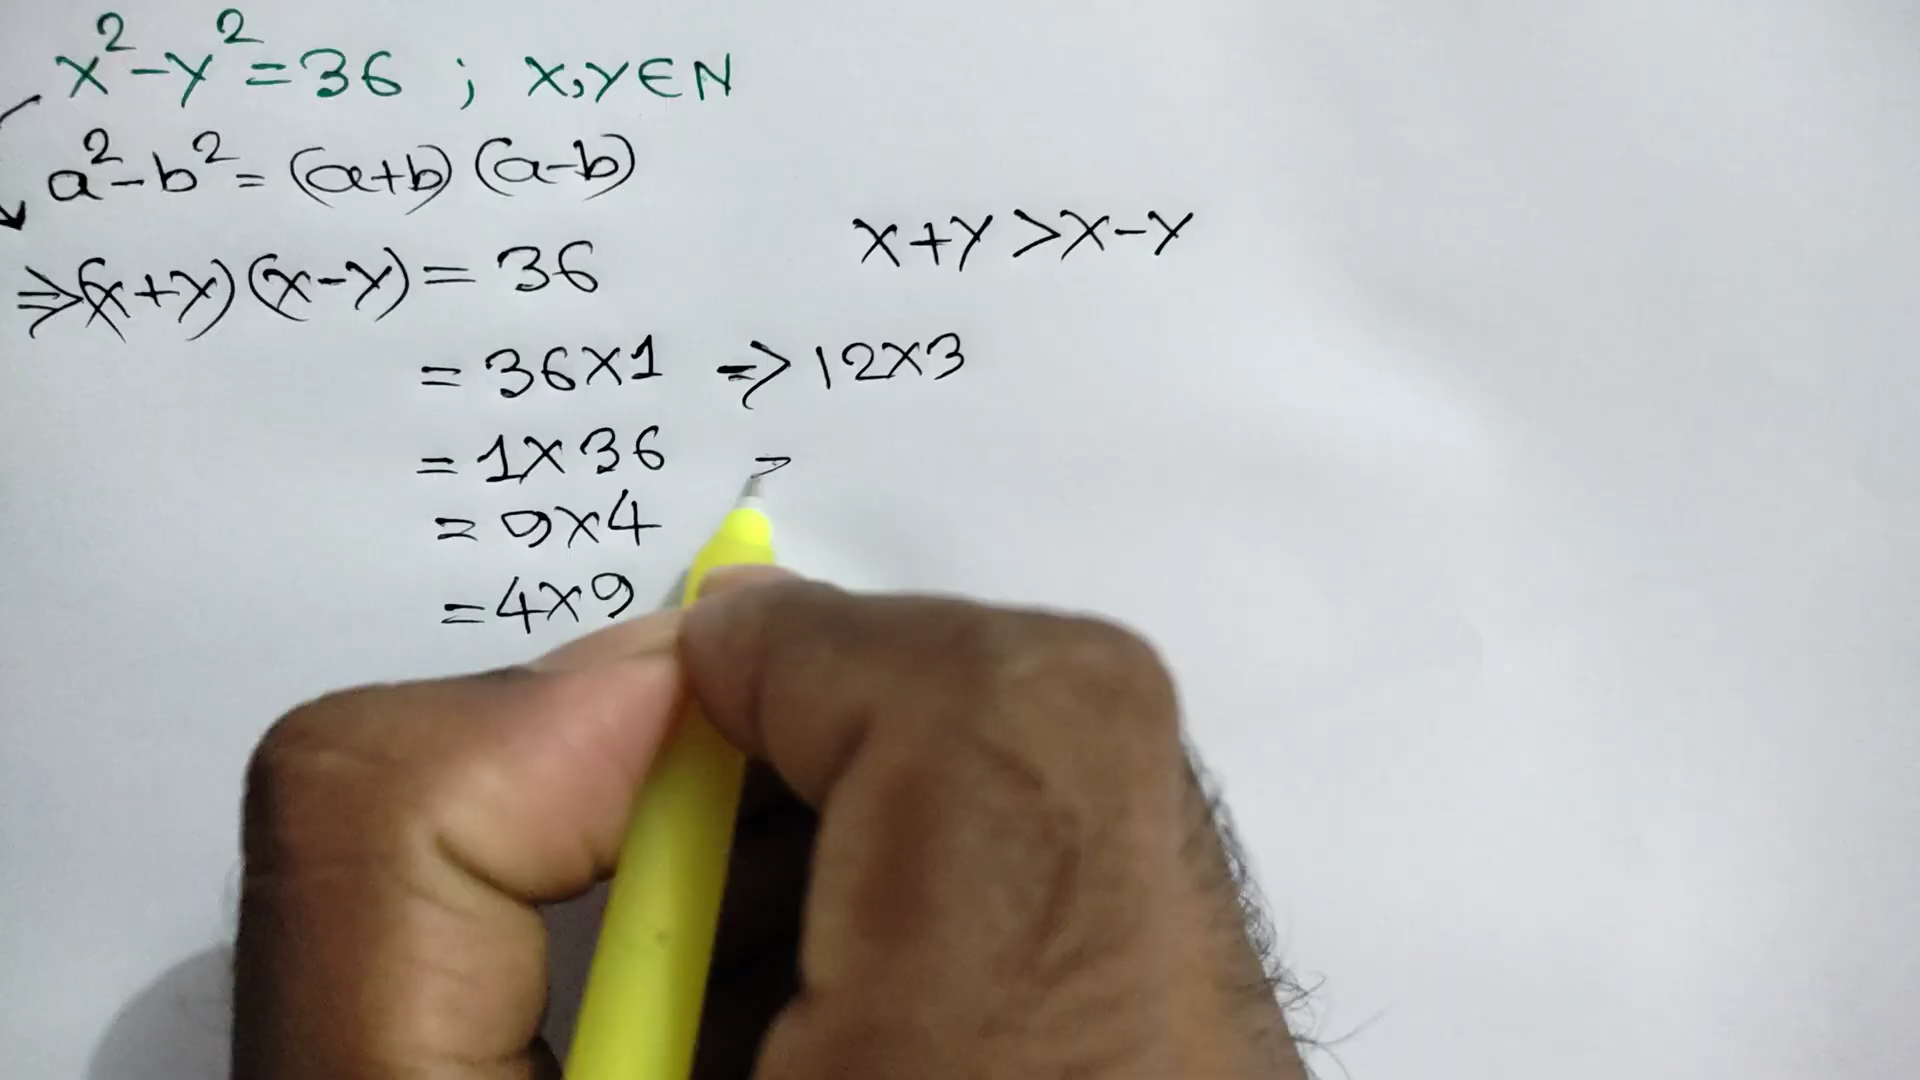 x²-y²=36 ; x,y∈N
a²-b²=(a+b)(a-b)
⇒(x+y)(x-y)=36
x+y>x-y
=36×1 ⇒12×3
=1×36 =
=9×4
=4×9